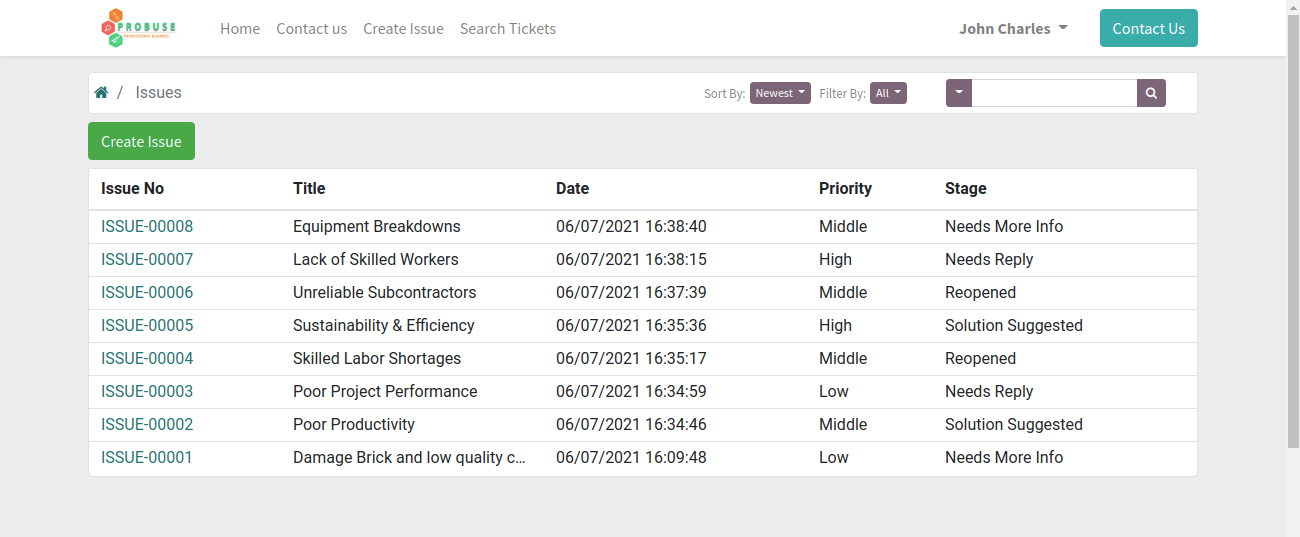 PROBUSE
Home Contact us Create Issue Search Tickets John Charles Contact Us
/ Issues Sort By: Newest Filter By: All
Create Issue
Issue No Title Date Priority Stage
ISSUE-00008 Equipment Breakdowns 06/07/2021 16:38:40 Middle Needs More Info
ISSUE-00007 Lack of Skilled Workers 06/07/2021 16:38:15 High Needs Reply
ISSUE-00006 Unreliable Subcontractors 06/07/2021 16:37:39 Middle Reopened
ISSUE-00005 Sustainability & Efficiency 06/07/2021 16:35:36 High Solution Suggested
ISSUE-00004 Skilled Labor Shortages 06/07/2021 16:35:17 Middle Reopened
ISSUE-00003 Poor Project Performance 06/07/2021 16:34:59 Low Needs Reply
ISSUE-00002 Poor Productivity 06/07/2021 16:34:46 Middle Solution Suggested
ISSUE-00001 Damage Brick and low quality c... 06/07/2021 16:09:48 Low Needs More Info